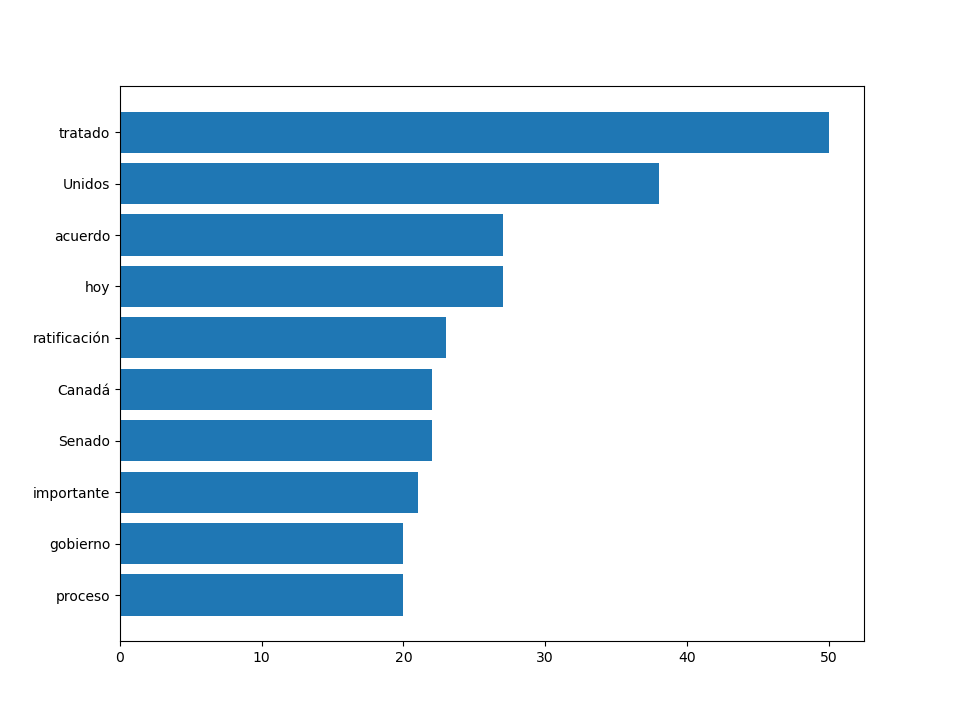 tratado
Unidos
acuerdo
hoy
ratificación
Canadá
Senado
importante
gobierno
proceso
0 10 20 30 40 50